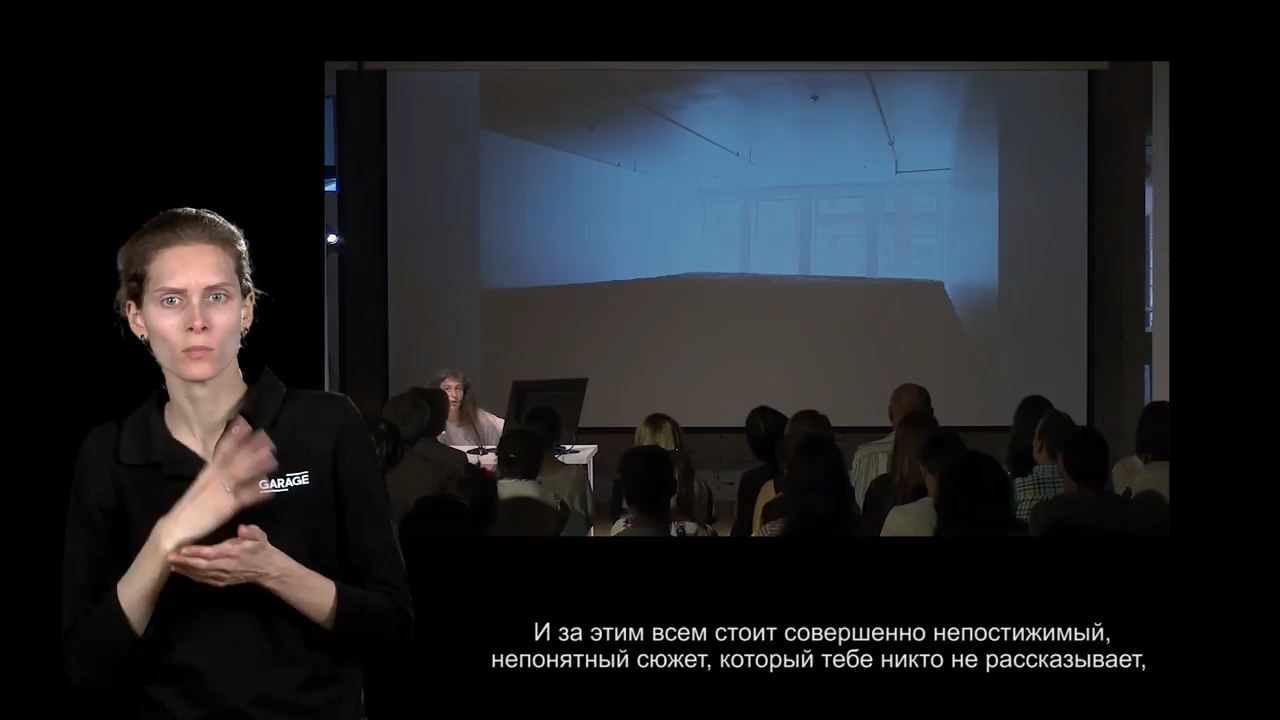 GARAGE
И за этим всем стоит совершенно непостижимый,
непонятный сюжет, который тебе никто не рассказывает,